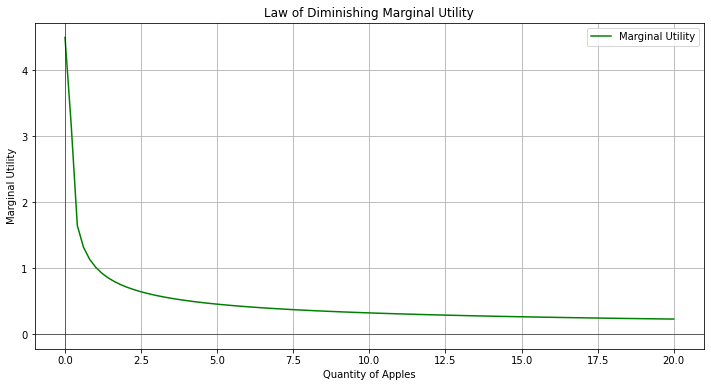 Law of Diminishing Marginal Utility
Marginal Utility
Marginal Utility
4
3
2
1
0
0.0 2.5 5.0 7.5 10.0 12.5 15.0 17.5 20.0
Quantity of Apples